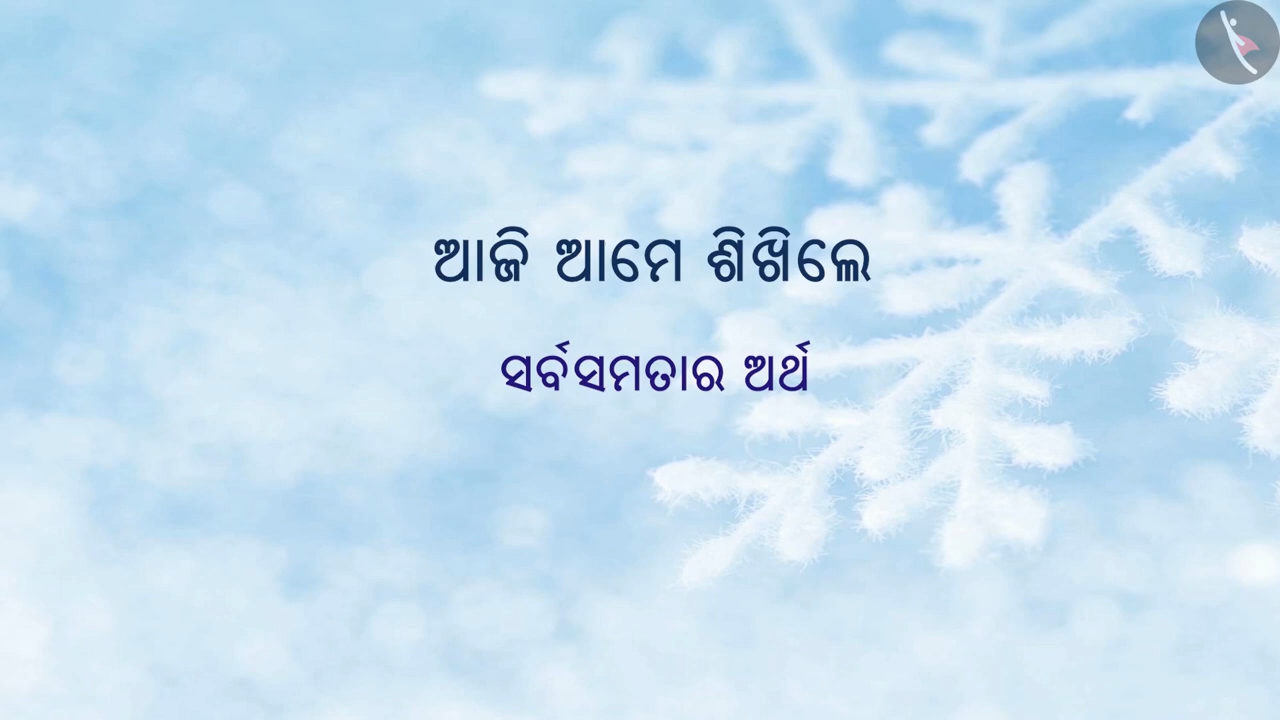 ଆଜି ଆମେ ଶିଖିଲେ
ସର୍ବସମତାର ଅର୍ଥ